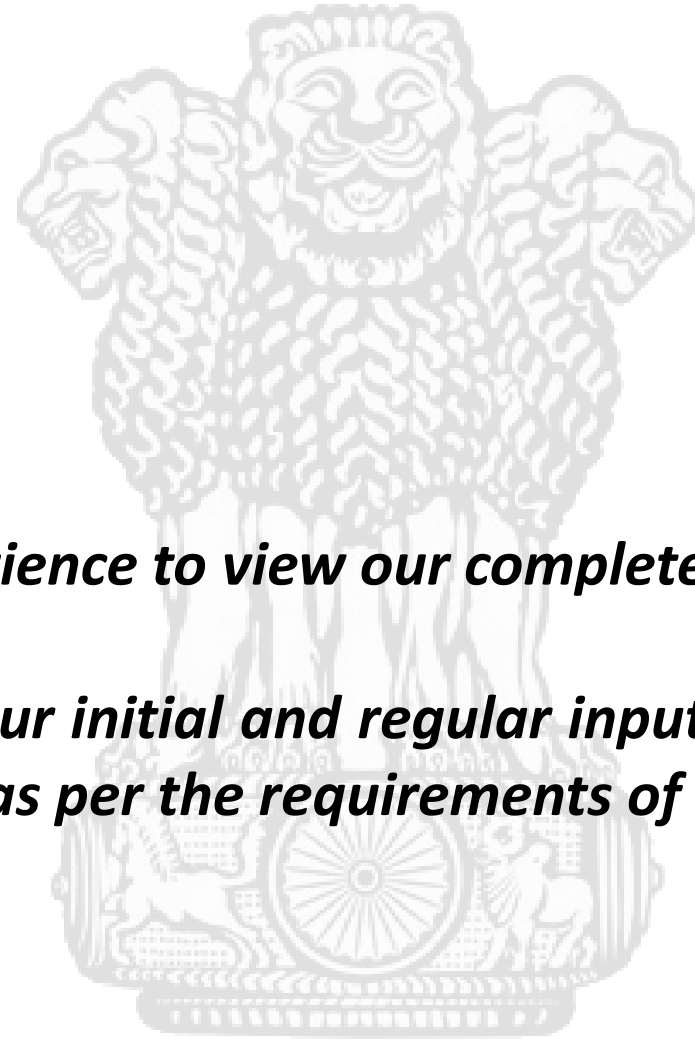 ience to view our complete
ur initial and regular input
as per the requirements of